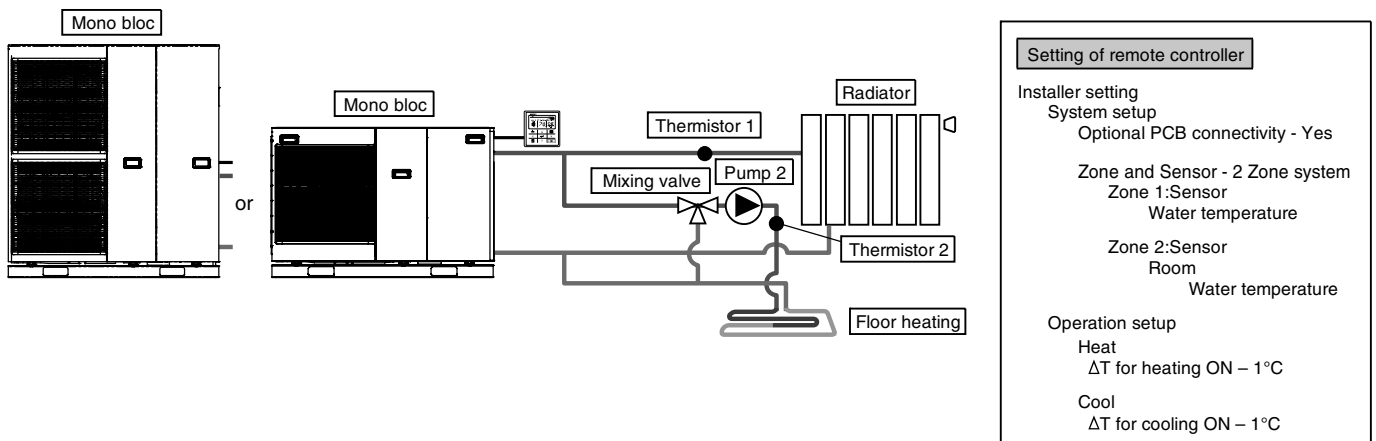 Mono bloc
or
Mono bloc
Thermistor 1
Radiator
Mixing valve
Pump 2
Thermistor 2
Floor heating
Setting of remote controller
Installer setting
System setup
Optional PCB connectivity - Yes
Zone and Sensor - 2 Zone system
Zone 1:Sensor
Water temperature
Zone 2:Sensor
Room
Water temperature
Operation setup
Heat
ΔT for heating ON – 1°C
Cool
ΔT for cooling ON – 1°C